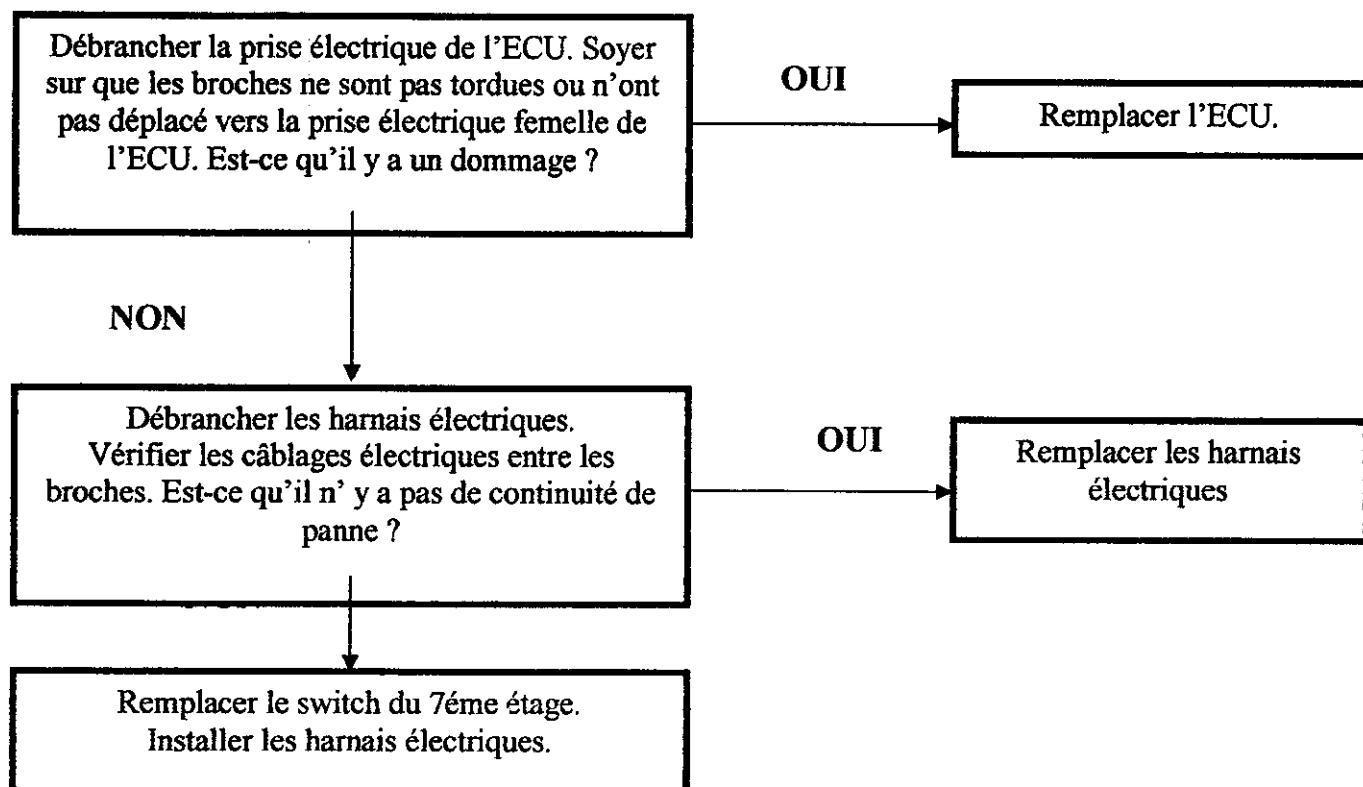 Débrancher la prise électrique de l'ECU. Soyer
sur que les broches ne sont pas tordues ou n'ont
pas déplacé vers la prise électrique femelle de
l'ECU. Est-ce qu'il y a un dommage ?
OUI
Remplacer l'ECU.
NON
Débrancher les harnais électriques.
Vérifier les câblages électriques entre les
broches. Est-ce qu'il n' y a pas de continuité de
panne ?
OUI
Remplacer les harnais
électriques
Remplacer le switch du 7éme étage.
Installer les harnais électriques.